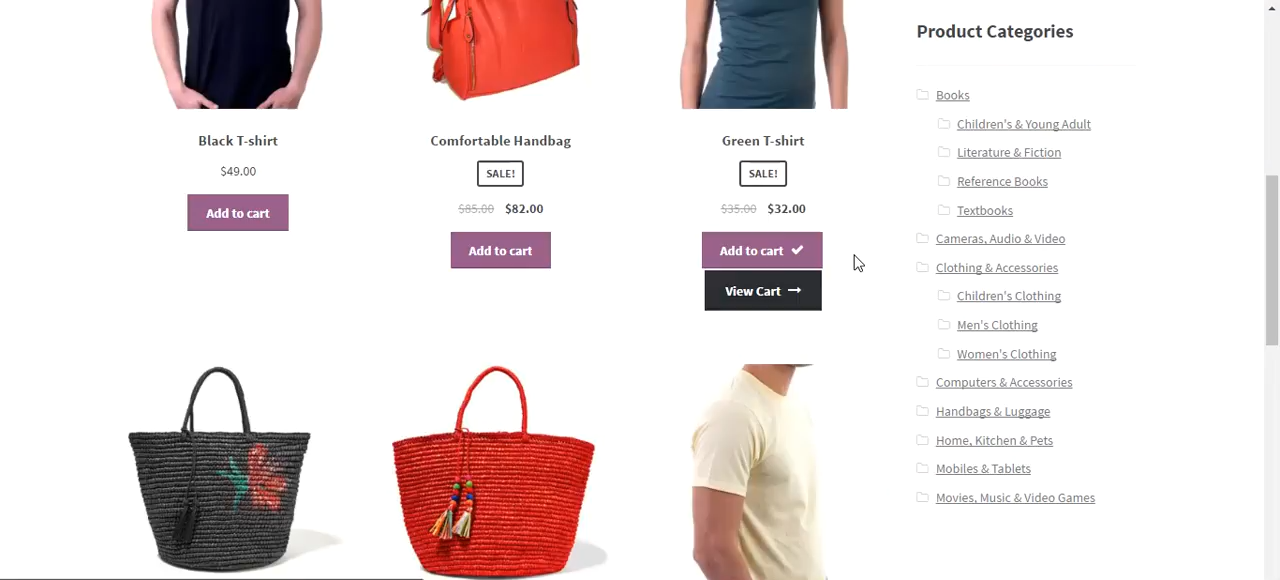 Black T-shirt
$49.00
Add to cart
Comfortable Handbag
SALE!
$85.00 $82.00
Add to cart
Green T-shirt
SALE!
$35.00 $32.00
Add to cart
View Cart
Product Categories
Books
Children's & Young Adult
Literature & Fiction
Reference Books
Textbooks
Cameras, Audio & Video
Clothing & Accessories
Children's Clothing
Men's Clothing
Women's Clothing
Computers & Accessories
Handbags & Luggage
Home, Kitchen & Pets
Mobiles & Tablets
Movies, Music & Video Games